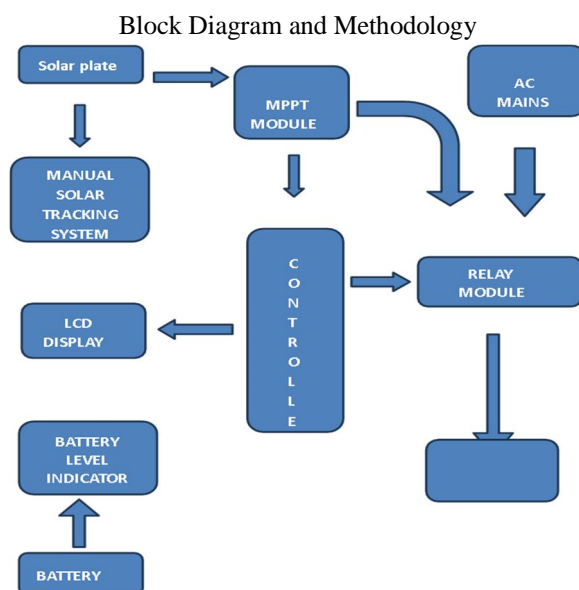 Block Diagram and Methodology
Solar plate
MPPT
MODULE
AC
MAINS
MANUAL
SOLAR
TRACKING
SYSTEM
C
O
N
T
R
O
L
L
E
RELAY
MODULE
LCD
DISPLAY
BATTERY
LEVEL
INDICATOR
BATTERY